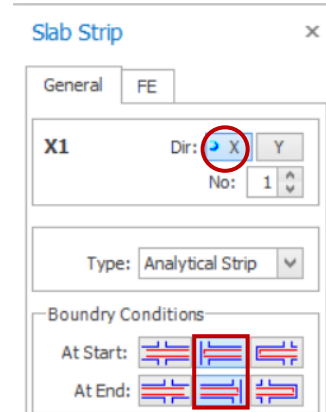 Slab Strip ×
General FE
X1 Dir: X Y
No: 1
Type: Analytical Strip
Boundry Conditions
At Start:
At End: